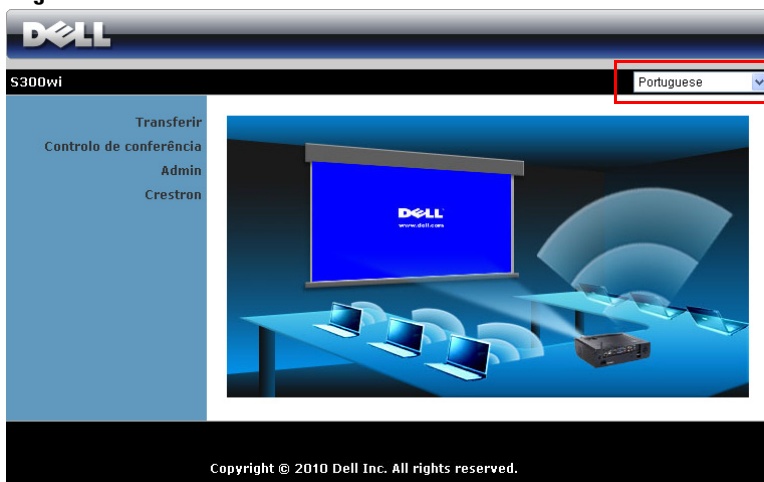 DELL
S300wi
Portuguese
Transferir
Controlo de conferência
Admin
Crestron
DELL
www.dell.com
Copyright © 2010 Dell Inc. All rights reserved.